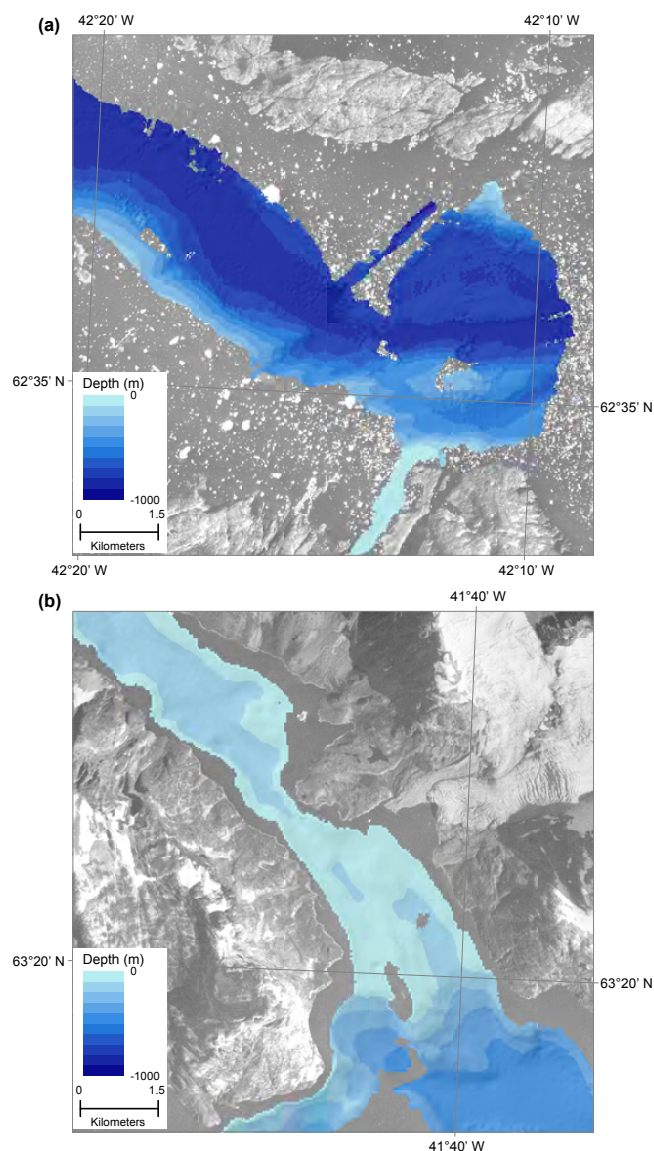 42°20' W
42°10' W
(a)
62°35' N
Depth (m)
0
-1000
0
1.5
Kilometers
62°35' N
42°20' W
42°10' W
(b)
41°40' W
63°20' N
Depth (m)
0
-1000
0
1.5
Kilometers
63°20' N
41°40' W